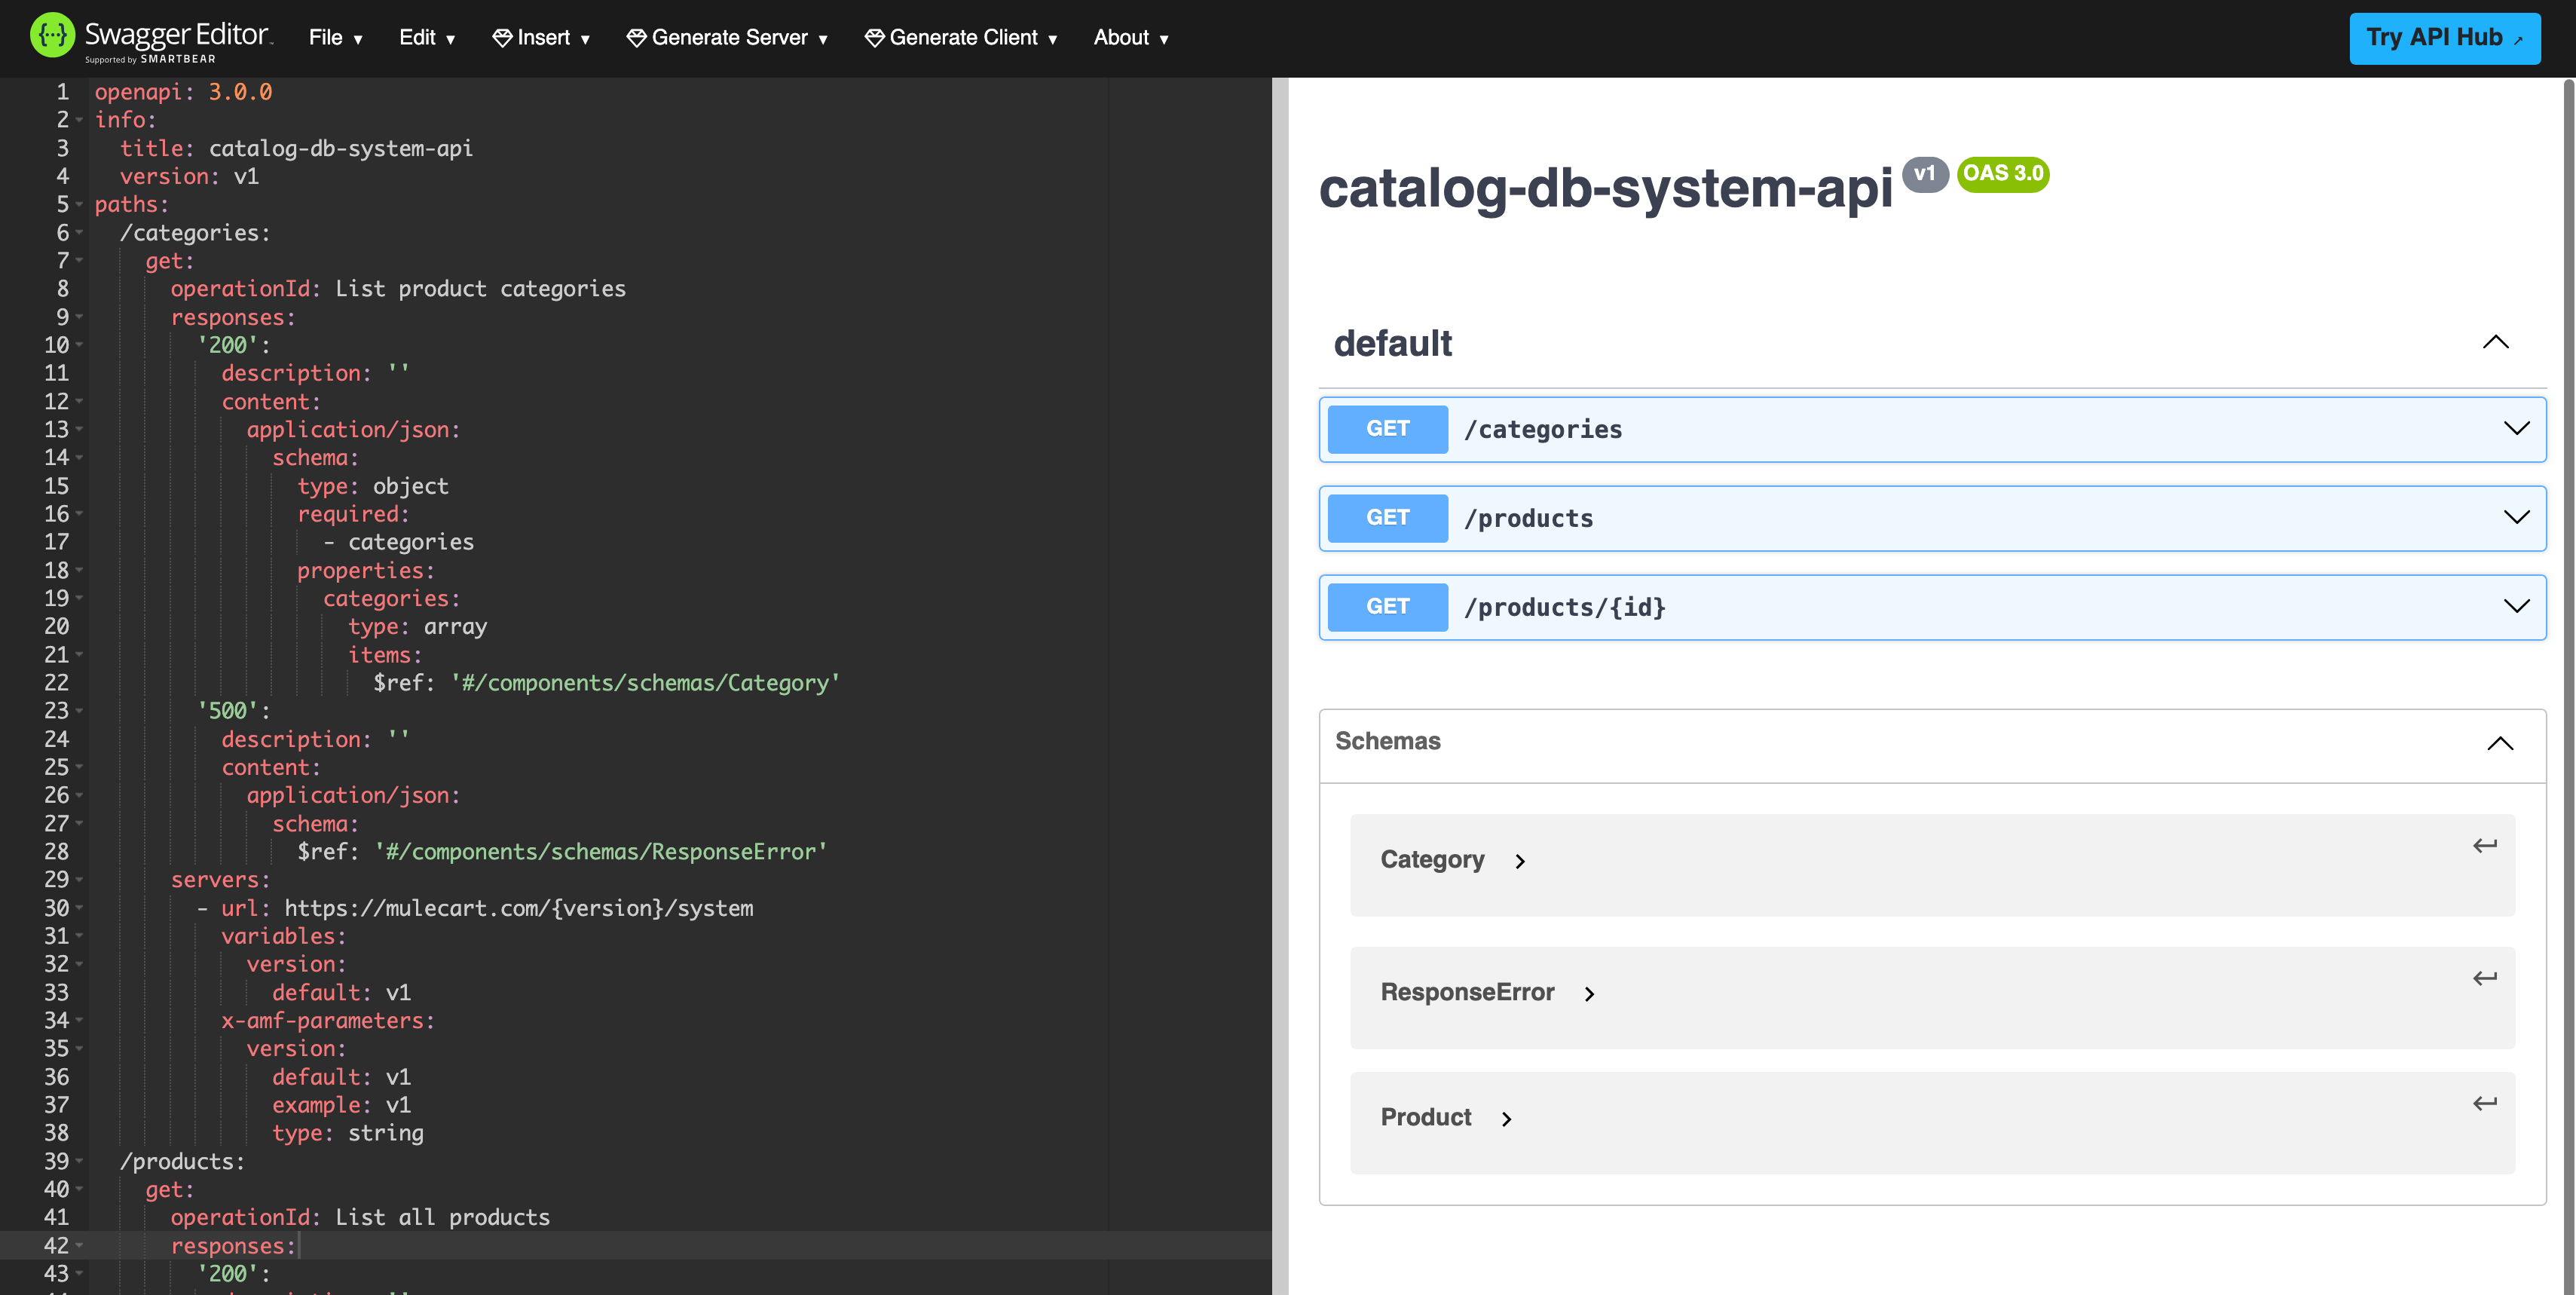 Swagger Editor
Supported by SMARTBEAR
File ▾ Edit ▾ Insert ▾ Generate Server ▾ Generate Client ▾ About ▾ Try API Hub ↗
1 openapi: 3.0.0
2 info:
3 title: catalog-db-system-api
4 version: v1
5 paths:
6 /categories:
7 get:
8 operationId: List product categories
9 responses:
10 '200':
11 description: ''
12 content:
13 application/json:
14 schema:
15 type: object
16 required:
17 - categories
18 properties:
19 categories:
20 type: array
21 items:
22 $ref: '#/components/schemas/Category'
23 '500':
24 description: ''
25 content:
26 application/json:
27 schema:
28 $ref: '#/components/schemas/ResponseError'
29 servers:
30 - url: https://mulecart.com/{version}/system
31 variables:
32 version:
33 default: v1
34 x-amf-parameters:
35 version:
36 default: v1
37 example: v1
38 type: string
39 /products:
40 get:
41 operationId: List all products
42 responses:
43 '200':
catalog-db-system-api v1 OAS 3.0
default
GET /categories
GET /products
GET /products/{id}
Schemas
Category
ResponseError
Product